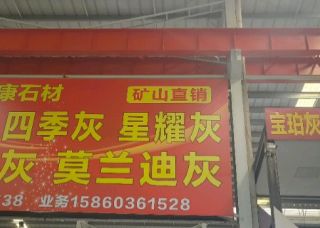 康石材 矿山直销
四季灰 星耀灰
灰 莫兰迪灰
38 业务15860361528
宝珀灰